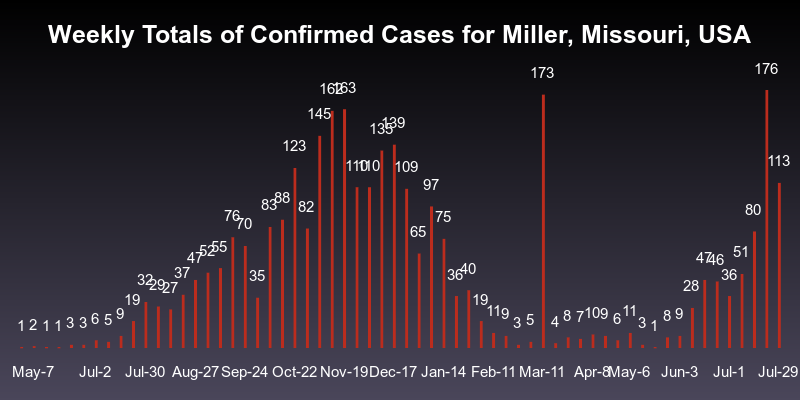 Weekly Totals of Confirmed Cases for Miller, Missouri, USA
1 2 1 1 3 3 6 5 9 19 32 29 27 37 47 52 55 76 70 35 83 88 123 82 145 162 163 110 110 135 139 109 65 97 75 36 40 19 11 9 3 5 173 4 8 7 10 9 6 11 3 1 8 9 28 47 46 36 51 80 176 113
May-7 Jul-2 Jul-30 Aug-27 Sep-24 Oct-22 Nov-19 Dec-17 Jan-14 Feb-11 Mar-11 Apr-8 May-6 Jun-3 Jul-1 Jul-29